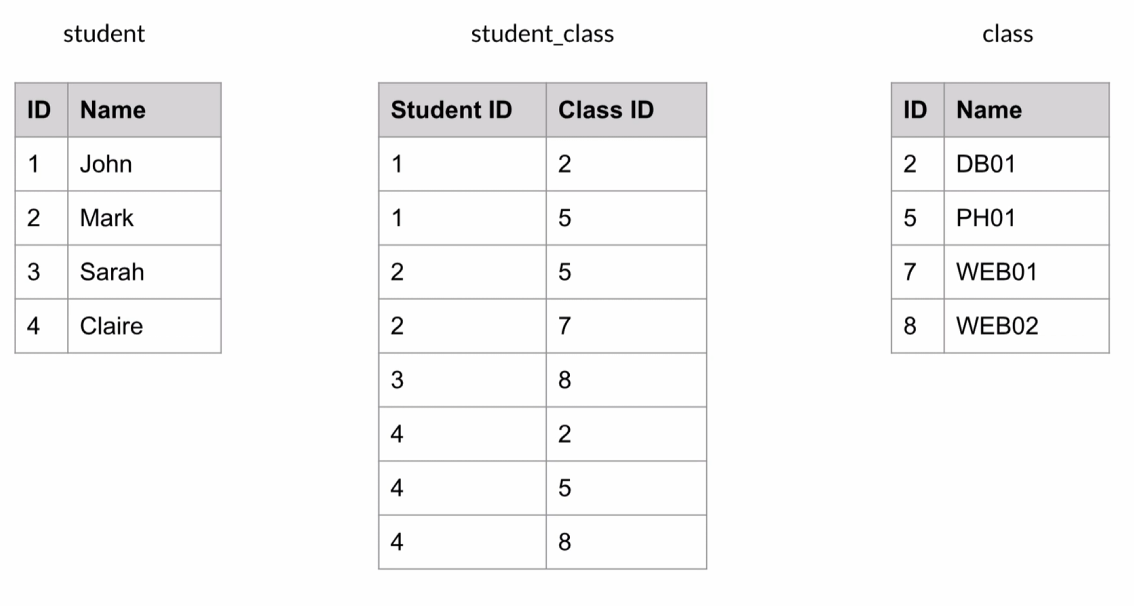 student
ID Name
1 John
2 Mark
3 Sarah
4 Claire
student_class
Student ID Class ID
1 2
1 5
2 5
2 7
3 8
4 2
4 5
4 8
class
ID Name
2 DB01
5 PH01
7 WEB01
8 WEB02